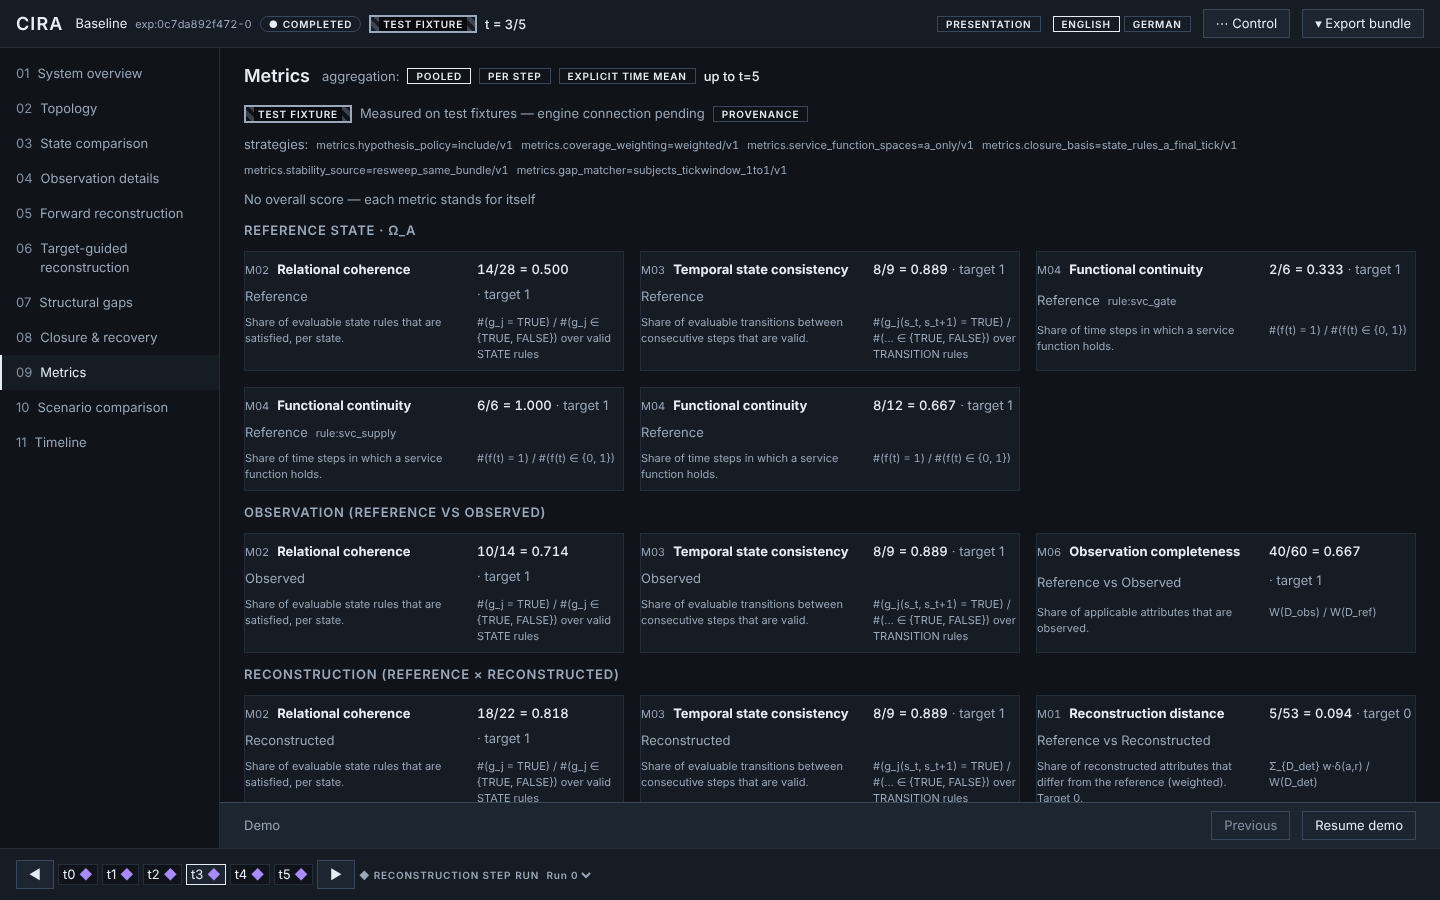 CIRA Baseline exp:0c7da892f472-0 ● COMPLETED TEST FIXTURE t = 3/5 PRESENTATION ENGLISH GERMAN ··· Control ▾ Export bundle
01 System overview
02 Topology
03 State comparison
04 Observation details
05 Forward reconstruction
06 Target-guided
reconstruction
07 Structural gaps
08 Closure & recovery
09 Metrics
10 Scenario comparison
11 Timeline
Metrics aggregation: POOLED PER STEP EXPLICIT TIME MEAN up to t=5
TEST FIXTURE Measured on test fixtures — engine connection pending PROVENANCE
strategies: metrics.hypothesis_policy=include/v1 metrics.coverage_weighting=weighted/v1 metrics.service_function_spaces=a_only/v1 metrics.closure_basis=state_rules_a_final_tick/v1
metrics.stability_source=resweep_same_bundle/v1 metrics.gap_matcher=subjects_tickwindow_1to1/v1
No overall score — each metric stands for itself
REFERENCE STATE · Ω_A
M02 Relational coherence 14/28 = 0.500
· target 1
Reference
Share of evaluable state rules that are
satisfied, per state.
#(g_j = TRUE) / #(g_j ∈
{TRUE, FALSE}) over valid
STATE rules
M03 Temporal state consistency 8/9 = 0.889 · target 1
Reference
Share of evaluable transitions between
consecutive steps that are valid.
#(g_j(s_t, s_t+1) = TRUE) /
#(... ∈ {TRUE, FALSE}) over
TRANSITION rules
M04 Functional continuity 2/6 = 0.333 · target 1
Reference rule:svc_gate
Share of time steps in which a service
function holds.
#(f(t) = 1) / #(f(t) ∈ {0, 1})
M04 Functional continuity 6/6 = 1.000 · target 1
Reference rule:svc_supply
Share of time steps in which a service
function holds.
#(f(t) = 1) / #(f(t) ∈ {0, 1})
M04 Functional continuity 8/12 = 0.667 · target 1
Reference
Share of time steps in which a service
function holds.
#(f(t) = 1) / #(f(t) ∈ {0, 1})
OBSERVATION (REFERENCE VS OBSERVED)
M02 Relational coherence 10/14 = 0.714
· target 1
Observed
Share of evaluable state rules that are
satisfied, per state.
#(g_j = TRUE) / #(g_j ∈
{TRUE, FALSE}) over valid
STATE rules
M03 Temporal state consistency 8/9 = 0.889 · target 1
Observed
Share of evaluable transitions between
consecutive steps that are valid.
#(g_j(s_t, s_t+1) = TRUE) /
#(... ∈ {TRUE, FALSE}) over
TRANSITION rules
M06 Observation completeness 40/60 = 0.667
· target 1
Reference vs Observed
Share of applicable attributes that are
observed.
W(D_obs) / W(D_ref)
RECONSTRUCTION (REFERENCE × RECONSTRUCTED)
M02 Relational coherence 18/22 = 0.818
· target 1
Reconstructed
Share of evaluable state rules that are
satisfied, per state.
#(g_j = TRUE) / #(g_j ∈
{TRUE, FALSE}) over valid
STATE rules
M03 Temporal state consistency 8/9 = 0.889 · target 1
Reconstructed
Share of evaluable transitions between
consecutive steps that are valid.
#(g_j(s_t, s_t+1) = TRUE) /
#(... ∈ {TRUE, FALSE}) over
TRANSITION rules
M01 Reconstruction distance 5/53 = 0.094 · target 0
Reference vs Reconstructed
Share of reconstructed attributes that
differ from the reference (weighted).
Target 0.
Σ_{D_det} w·δ(a,r) /
W(D_det)
Demo Previous Resume demo
◀ t0 ◆ t1 ◆ t2 ◆ t3 ◆ t4 ◆ t5 ◆ ▶ ◆ RECONSTRUCTION STEP RUN Run 0